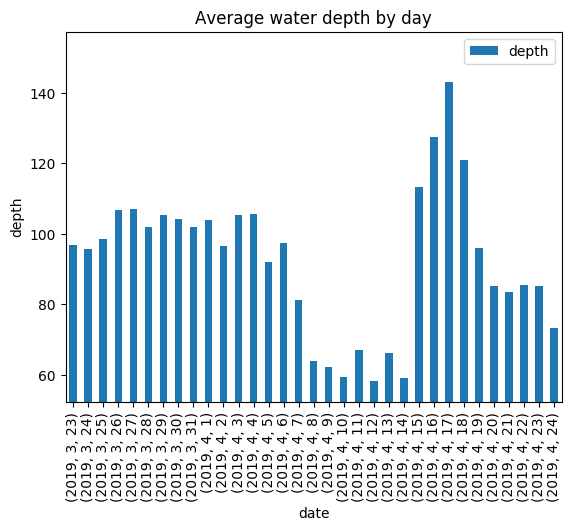 Average water depth by day
depth
140
120
100
80
60
depth
(2019, 3, 23)
(2019, 3, 24)
(2019, 3, 25)
(2019, 3, 26)
(2019, 3, 27)
(2019, 3, 28)
(2019, 3, 29)
(2019, 3, 30)
(2019, 3, 31)
(2019, 4, 1)
(2019, 4, 2)
(2019, 4, 3)
(2019, 4, 4)
(2019, 4, 5)
(2019, 4, 6)
(2019, 4, 7)
(2019, 4, 8)
(2019, 4, 9)
(2019, 4, 10)
(2019, 4, 11)
(2019, 4, 12)
(2019, 4, 13)
(2019, 4, 14)
(2019, 4, 15)
(2019, 4, 16)
(2019, 4, 17)
(2019, 4, 18)
(2019, 4, 19)
(2019, 4, 20)
(2019, 4, 21)
(2019, 4, 22)
(2019, 4, 23)
(2019, 4, 24)
date